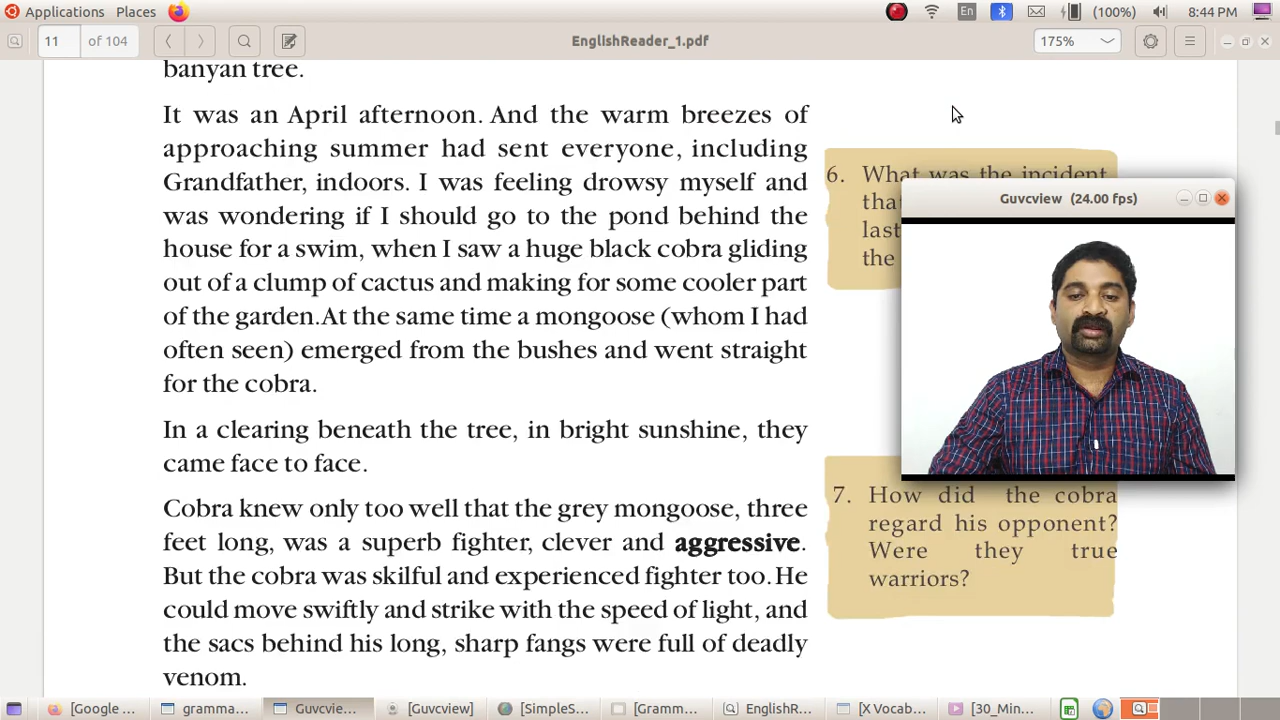 Applications Places En (100%) 8:44 PM
11 of 104 EnglishReader_1.pdf 175%
banyan tree.
It was an April afternoon. And the warm breezes of
approaching summer had sent everyone, including
Grandfather, indoors. I was feeling drowsy myself and
was wondering if I should go to the pond behind the
house for a swim, when I saw a huge black cobra gliding
out of a clump of cactus and making for some cooler part
of the garden. At the same time a mongoose (whom I had
often seen) emerged from the bushes and went straight
for the cobra.
In a clearing beneath the tree, in bright sunshine, they
came face to face.
Cobra knew only too well that the grey mongoose, three
feet long, was a superb fighter, clever and aggressive.
But the cobra was skilful and experienced fighter too. He
could move swiftly and strike with the speed of light, and
the sacs behind his long, sharp fangs were full of deadly
venom.
6. What was the incident
last
the
Guvcview (24.00 fps)
7. How did the cobra
regard his opponent?
Were they true
warriors?
[Google ... gramma... Guvcvie... [Guvcview] [SimpleS... [Gramm... EnglishR... [X Vocab... [30_Min...